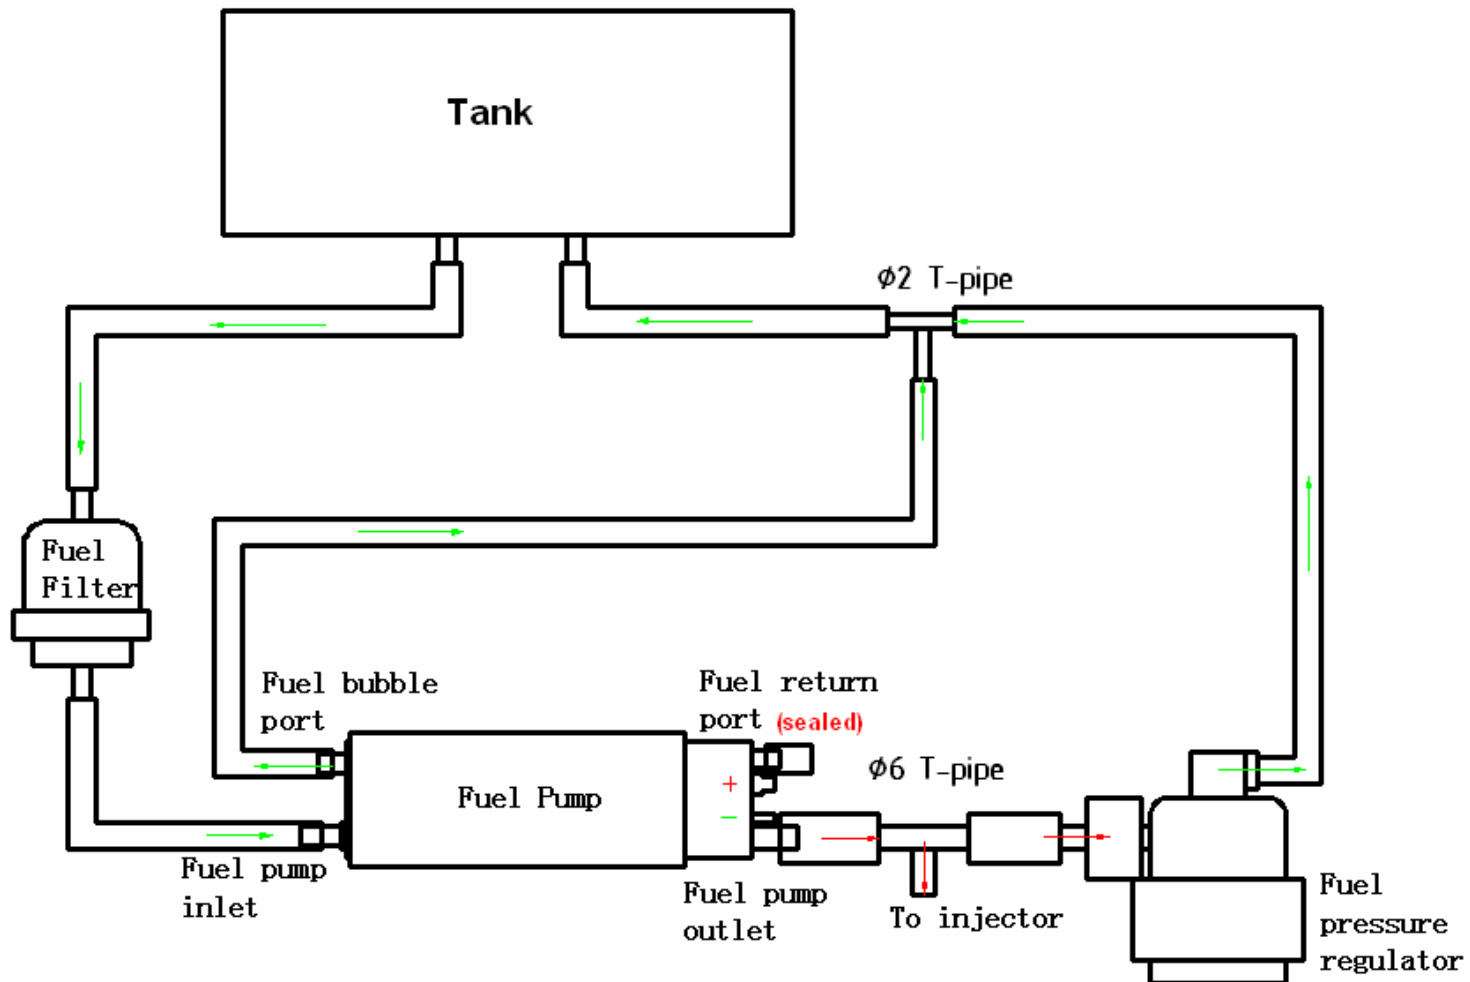 Tank
φ2 T-pipe
Fuel
Filter
Fuel bubble
port
Fuel return
port (sealed)
φ6 T-pipe
+
Fuel Pump
−
Fuel pump
inlet
Fuel pump
outlet
To injector
Fuel
pressure
regulator